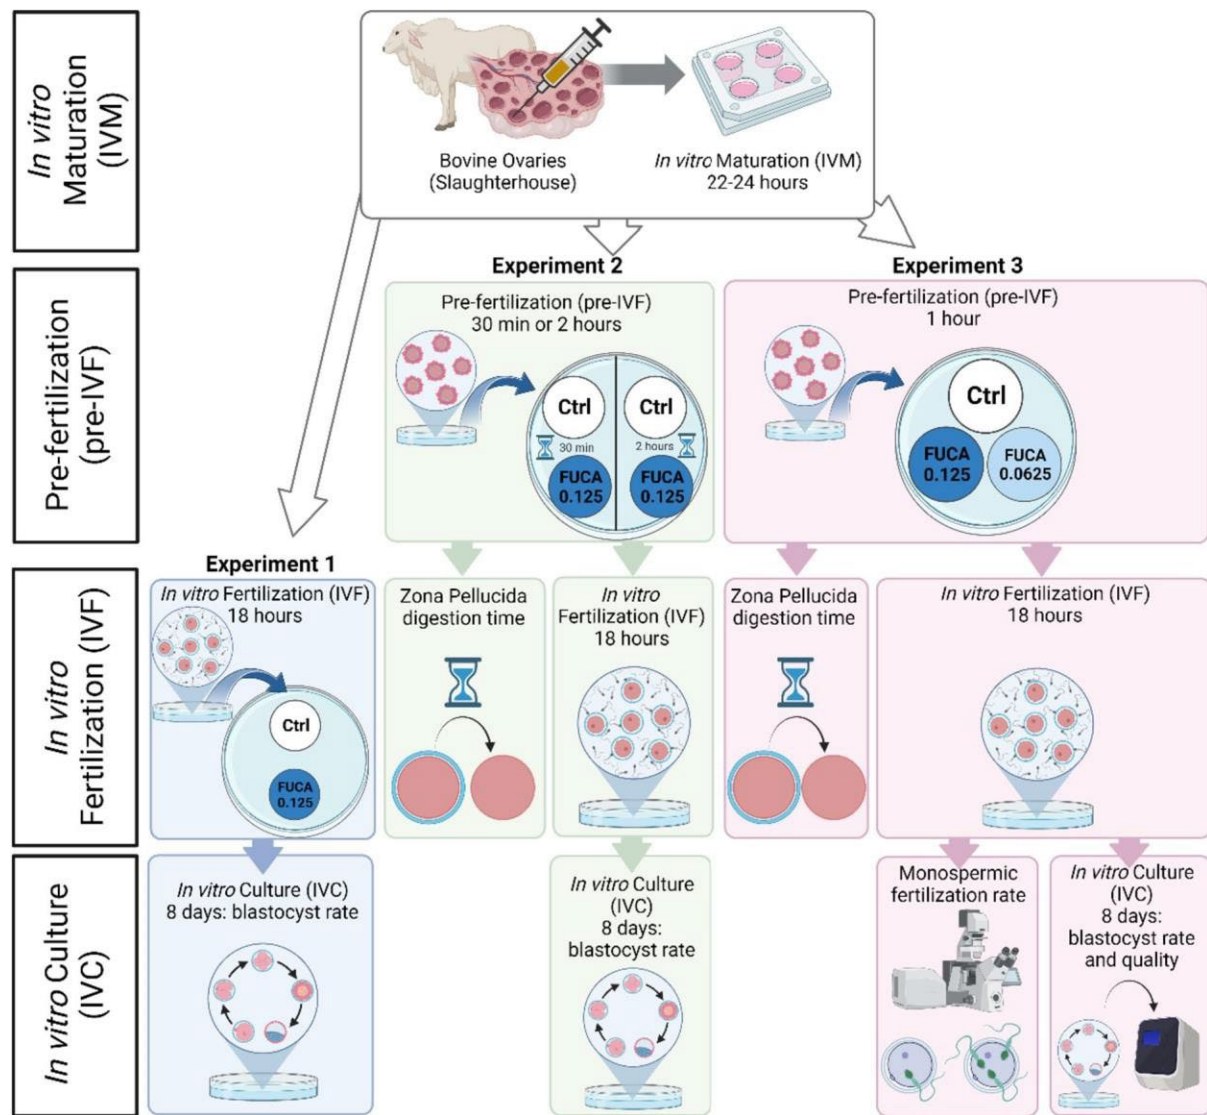 In vitro
Maturation
(IVM)
Bovine Ovaries
(Slaughterhouse)
In vitro Maturation (IVM)
22-24 hours
Pre-fertilization
(pre-IVF)
Experiment 2
Pre-fertilization (pre-IVF)
30 min or 2 hours
Ctrl
30 min
FUCA
0.125
Ctrl
2 hours
FUCA
0.125
Experiment 3
Pre-fertilization (pre-IVF)
1 hour
Ctrl
FUCA
0.125
FUCA
0.0625
In vitro
Fertilization (IVF)
Experiment 1
In vitro Fertilization (IVF)
18 hours
Ctrl
FUCA
0.125
Zona Pellucida
digestion time
In vitro
Fertilization (IVF)
18 hours
Zona Pellucida
digestion time
In vitro Fertilization (IVF)
18 hours
In vitro Culture
(IVC)
In vitro Culture (IVC)
8 days: blastocyst rate
In vitro Culture
(IVC)
8 days:
blastocyst rate
Monospermic
fertilization rate
In vitro Culture
(IVC)
8 days:
blastocyst rate
and quality